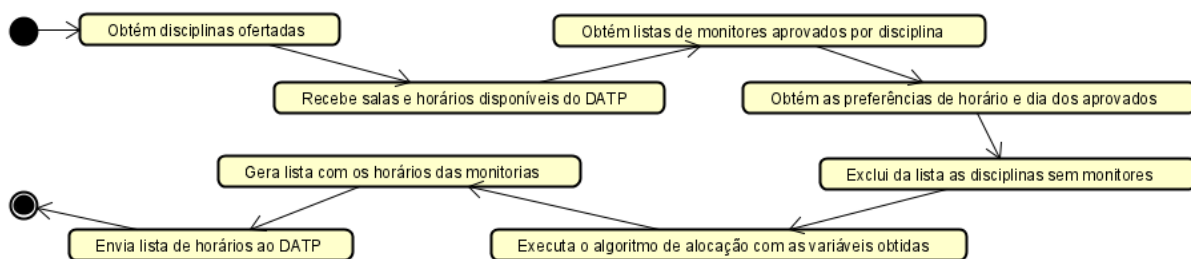 Obtém disciplinas ofertadas
Recebe salas e horários disponíveis do DATP
Obtém listas de monitores aprovados por disciplina
Obtém as preferências de horário e dia dos aprovados
Exclui da lista as disciplinas sem monitores
Executa o algoritmo de alocação com as variáveis obtidas
Gera lista com os horários das monitorias
Envia lista de horários ao DATP